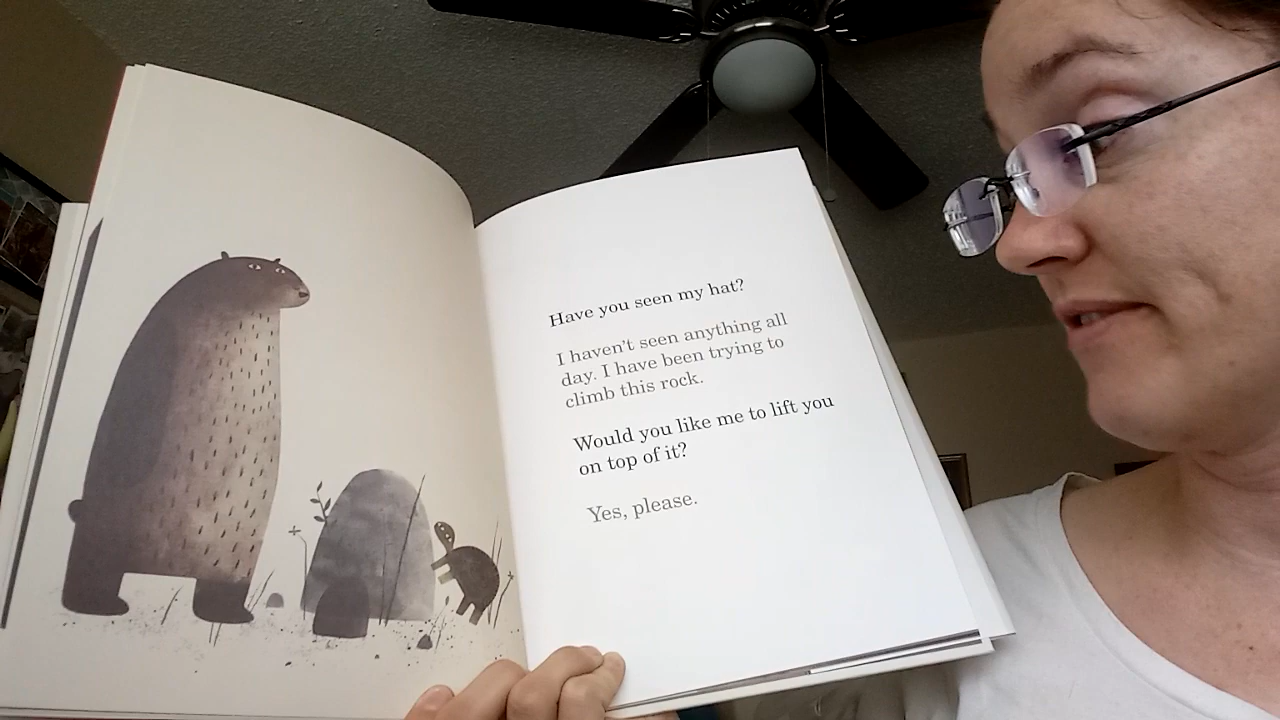 Have you seen my hat?
I haven't seen anything all
day. I have been trying to
climb this rock.
Would you like me to lift you
on top of it?
Yes, please.